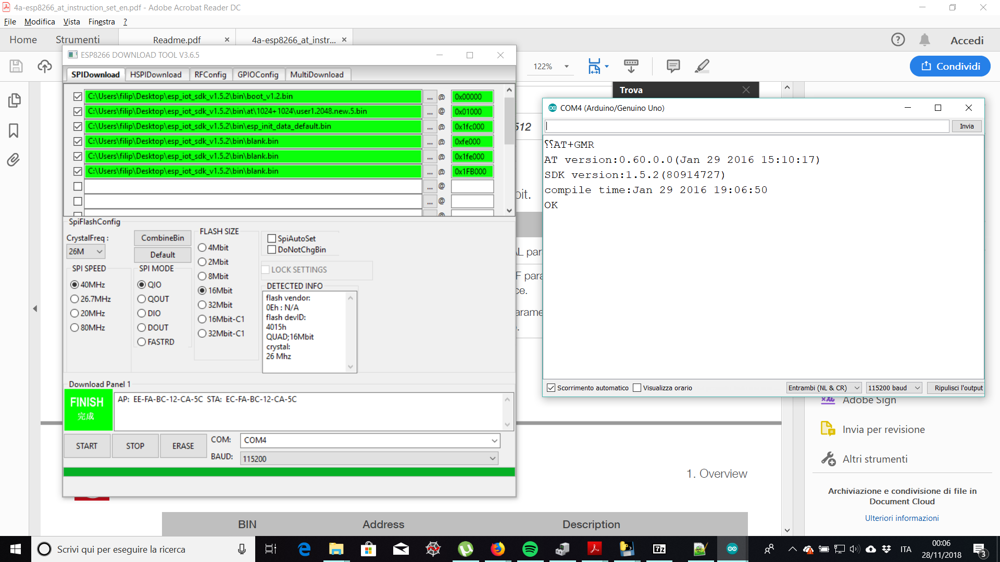 4a-esp8266_at_instruction_set_en.pdf - Adobe Acrobat Reader DC
File Modifica Vista Finestra ?
Home Strumenti Readme.pdf 4a-esp8266_at_instr... Accedi
122% Condividi
Trova
ESP8266 DOWNLOAD TOOL V3.6.5
SPIDownload HSPIDownload RFConfig GPIOConfig MultiDownload
C:\Users\filip\Desktop\esp_iot_sdk_v1.5.2\bin\boot_v1.2.bin ... @ 0x00000
C:\Users\filip\Desktop\esp_iot_sdk_v1.5.2\bin\at\1024+1024\user1.2048.new.5.bin ... @ 0x01000
C:\Users\filip\Desktop\esp_iot_sdk_v1.5.2\bin\esp_init_data_default.bin ... @ 0x1fc000
C:\Users\filip\Desktop\esp_iot_sdk_v1.5.2\bin\blank.bin ... @ 0xfe000
C:\Users\filip\Desktop\esp_iot_sdk_v1.5.2\bin\blank.bin ... @ 0x1fe000
C:\Users\filip\Desktop\esp_iot_sdk_v1.5.2\bin\blank.bin ... @ 0x1FB000
... @
... @
@
SpiFlashConfig
CrystalFreq :
26M
CombineBin
Default
SPI SPEED
40MHz
26.7MHz
20MHz
80MHz
SPI MODE
QIO
QOUT
DIO
DOUT
FASTRD
FLASH SIZE
4Mbit
2Mbit
8Mbit
16Mbit
32Mbit
16Mbit-C1
32Mbit-C1
SpiAutoSet
DoNotChgBin
LOCK SETTINGS
DETECTED INFO
flash vendor:
0Eh : N/A
flash devID:
4015h
QUAD;16Mbit
crystal:
26 Mhz
Download Panel 1
FINISH
完成
AP: EE-FA-BC-12-CA-5C STA: EC-FA-BC-12-CA-5C
START STOP ERASE
COM: COM4
BAUD: 115200
512
bit.
AL par
F para
ce.
arame
COM4 (Arduino/Genuino Uno)
Invia
⸮⸮AT+GMR
AT version:0.60.0.0(Jan 29 2016 15:10:17)
SDK version:1.5.2(80914727)
compile time:Jan 29 2016 19:06:50
OK
Scorrimento automatico Visualizza orario Entrambi (NL & CR) 115200 baud Ripulisci l'output
Adobe Sign
Invia per revisione
Altri strumenti
Archiviazione e condivisione di file in
Document Cloud
Ulteriori informazioni
1. Overview
BIN Address Description
Scrivi qui per eseguire la ricerca
7z
ITA
00:06
28/11/2018
3